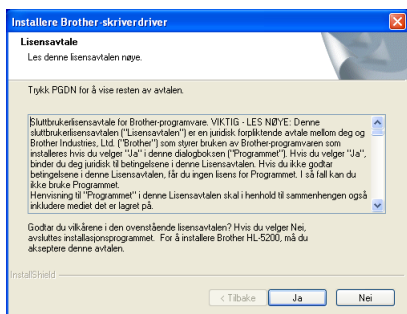 Installere Brother-skriverdriver
Lisensavtale
Les denne lisensavtalen nøye.
Trykk PGDN for å vise resten av avtalen.
Sluttbrukerlisensavtale for Brother-programvare. VIKTIG - LES NØYE: Denne
sluttbrukerlisensavtalen ("Lisensavtalen") er en juridisk forpliktende avtale mellom deg og
Brother Industries, Ltd. ("Brother") som styrer bruken av Brother-programvaren som
installeres hvis du velger "Ja" i denne dialogboksen ("Programmet"). Hvis du velger "Ja",
binder du deg juridisk til betingelsene i denne Lisensavtalen. Hvis du ikke godtar
betingelsene i denne Lisensavtalen, får du ingen lisens for Programmet. I så fall kan du
ikke bruke Programmet.
Henvisning til "Programmet" i denne Lisensavtalen skal i henhold til sammenhengen også
inkludere mediet det er lagret på.
Godtar du vilkårene i den ovenstående lisensavtalen? Hvis du velger Nei,
avsluttes installasjonsprogrammet. For å installere Brother HL-5200, må du
akseptere denne avtalen.
InstallShield
< Tilbake
Ja
Nei